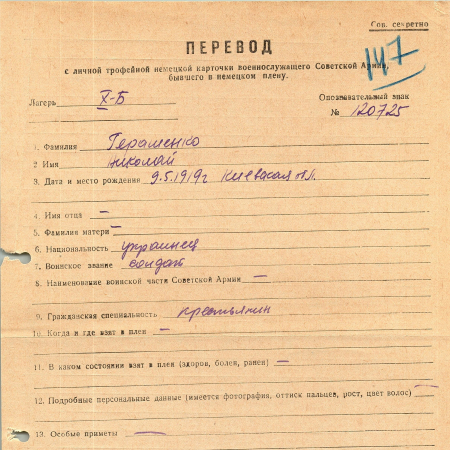 Сов. секретно
ПЕРЕВОД
147
с личной трофейной немецкой карточки военнослужащего Советской Армии,
бывшего в немецком плену.
Лагерь X-Б
Опознавательный знак
№ 120725
1. Фамилия Гераменко
2 Имя Николай
3. Дата и место рождения 9.5.1919г Киевская обл.
4. Имя отца —
5. Фамилия матери —
6. Национальность украинец
7. Воинское звание солдат
8. Наименование воинской части Советской Армии —
9. Гражданская специальность крестьянин
10. Когда и где взят в плен —
11. В каком состоянии взят в плен (здоров, болен, ранен) —
12. Подробные персональные данные (имеется фотография, оттиск пальцев, рост, цвет волос) —
13. Особые приметы —